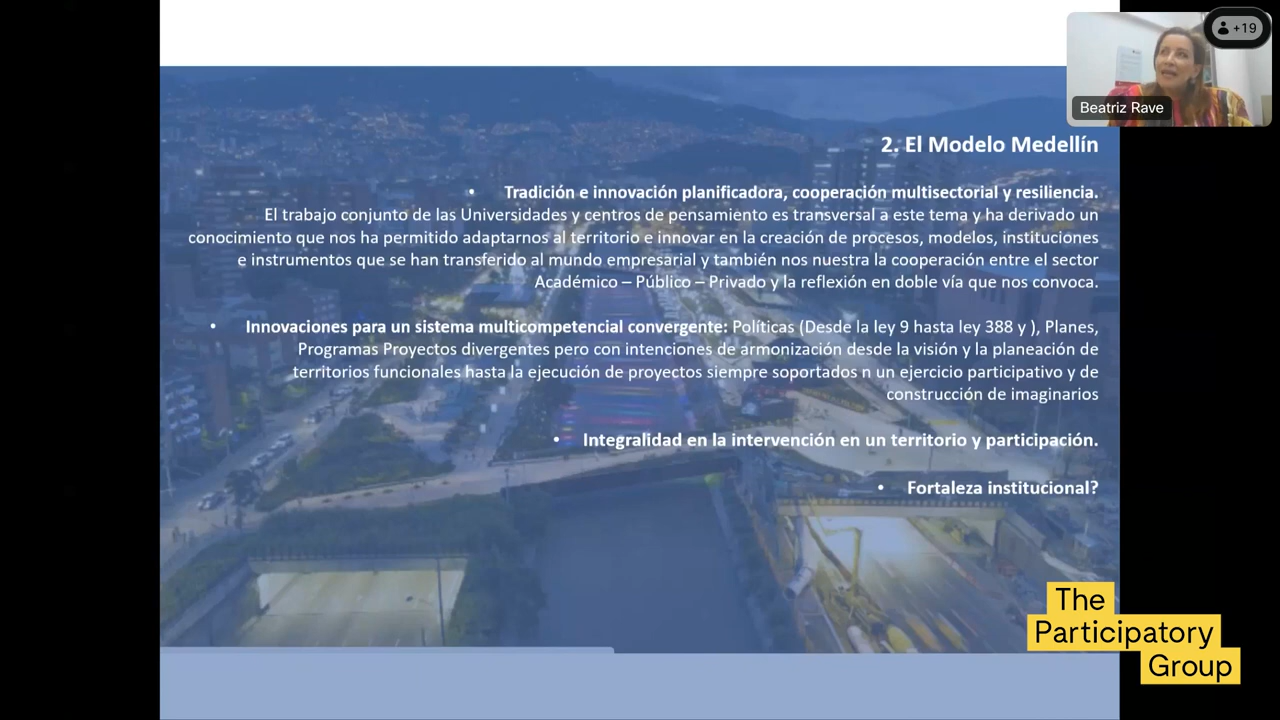 +19
Beatriz Rave
2. El Modelo Medellín
• Tradición e innovación planificadora, cooperación multisectorial y resiliencia.
El trabajo conjunto de las Universidades y centros de pensamiento es transversal a este tema y ha derivado un
conocimiento que nos ha permitido adaptarnos al territorio e innovar en la creación de procesos, modelos, instituciones
e instrumentos que se han transferido al mundo empresarial y también nos nuestra la cooperación entre el sector
Académico – Público – Privado y la reflexión en doble vía que nos convoca.
• Innovaciones para un sistema multicompetencial convergente: Políticas (Desde la ley 9 hasta ley 388 y ), Planes,
Programas Proyectos divergentes pero con intenciones de armonización desde la visión y la planeación de
territorios funcionales hasta la ejecución de proyectos siempre soportados n un ejercicio participativo y de
construcción de imaginarios
• Integralidad en la intervención en un territorio y participación.
• Fortaleza institucional?
The
Participatory
Group